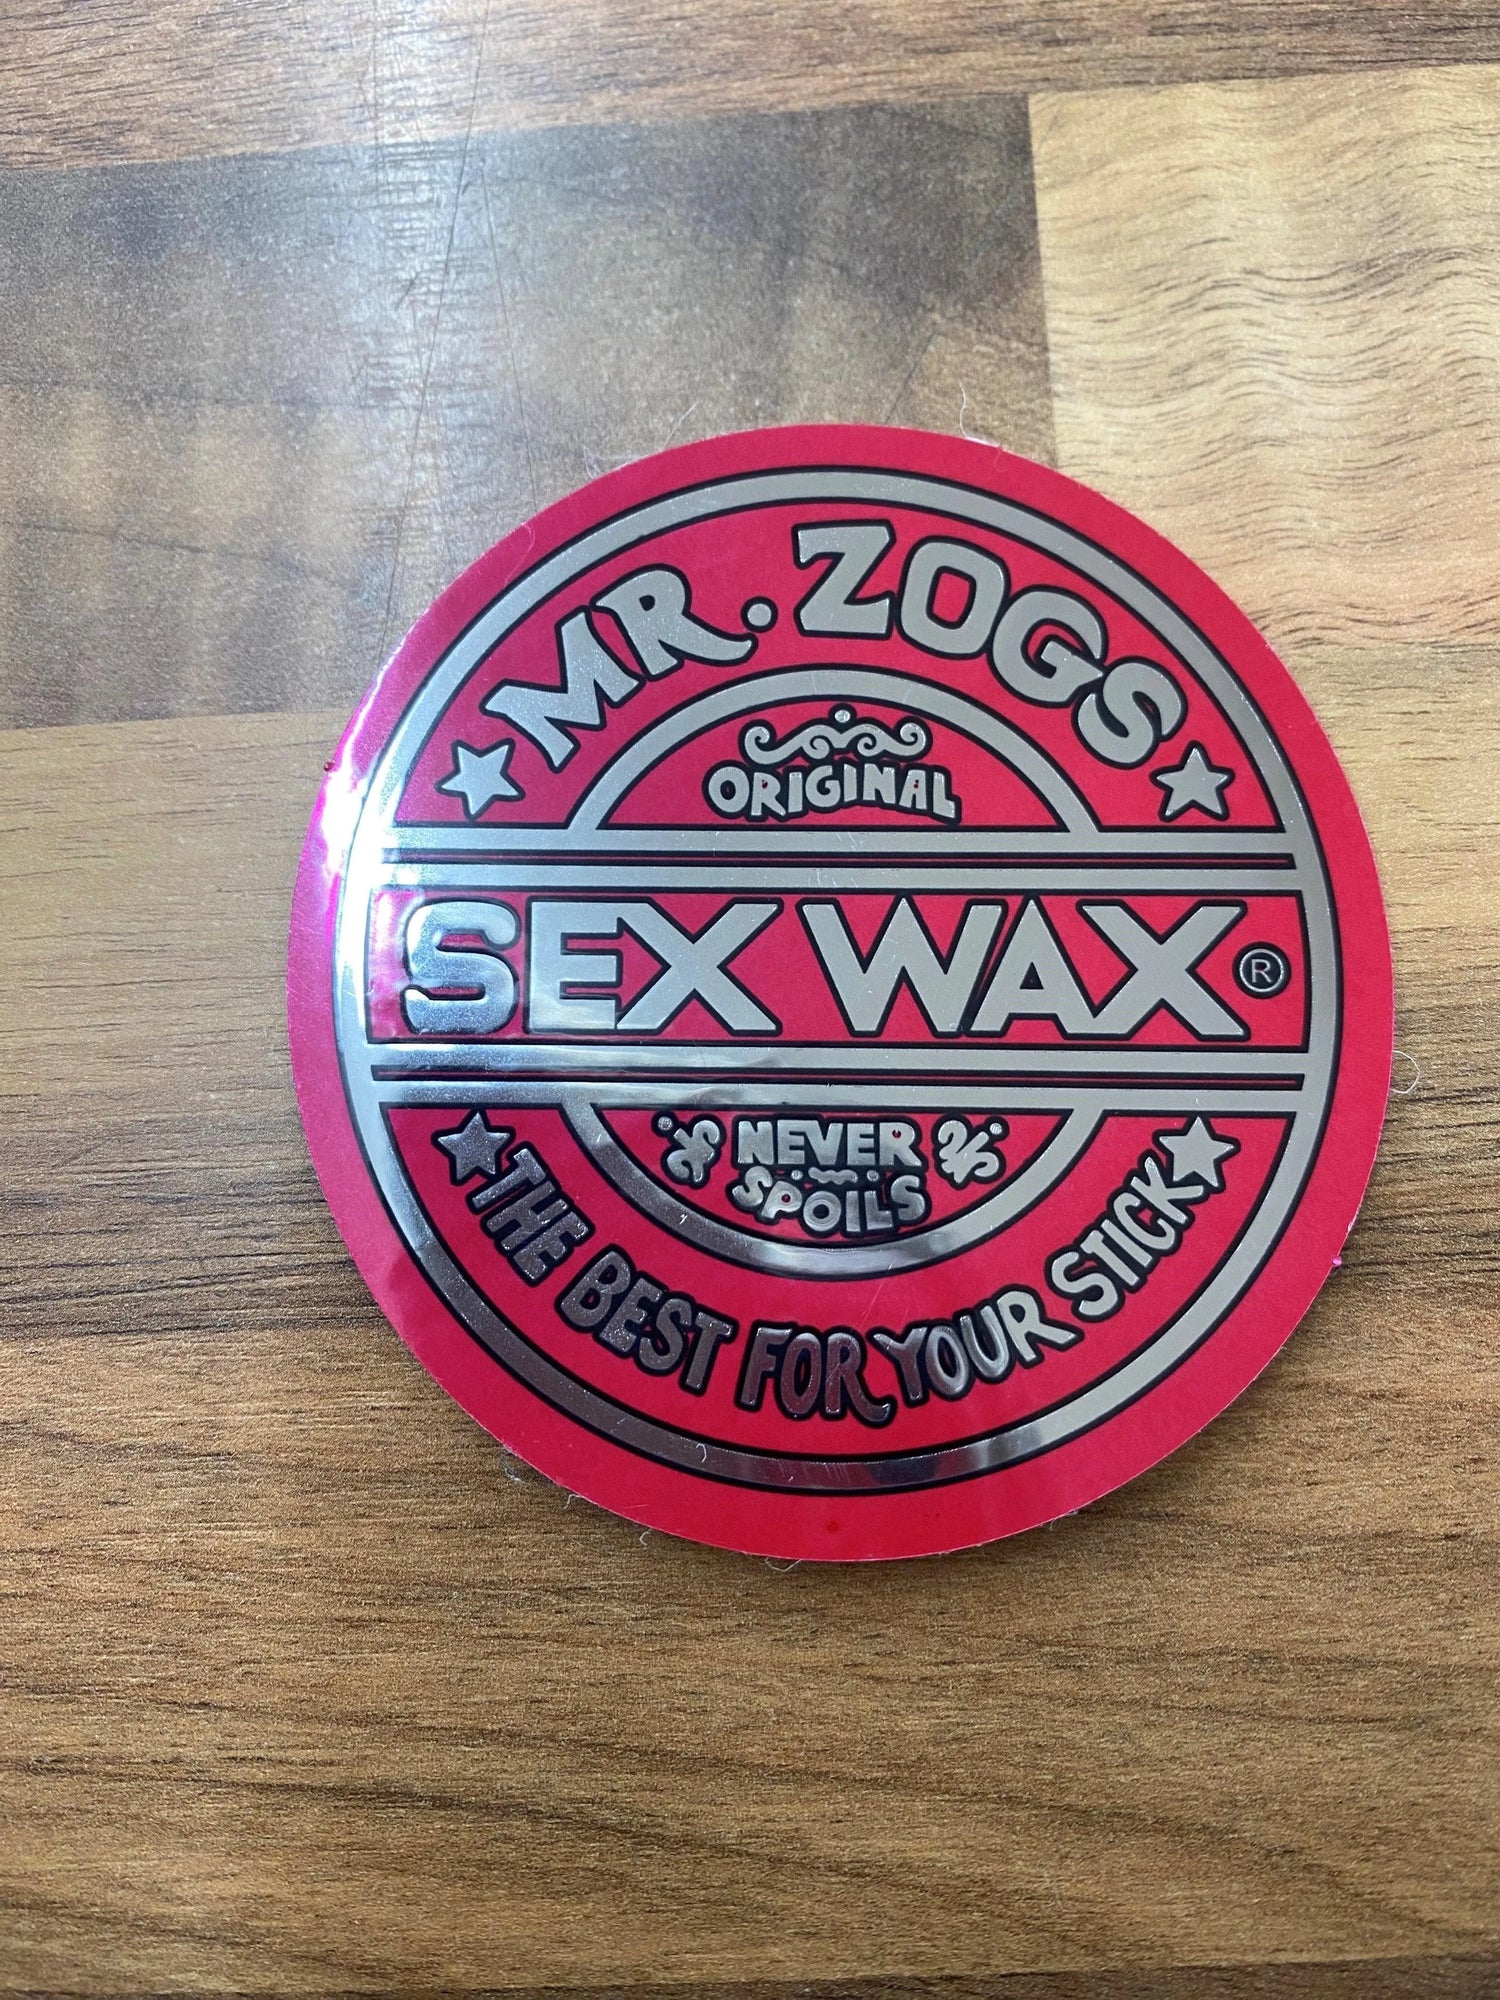 MR. ZOGS
ORIGINAL
SEX WAX®
NEVER
SPOILS
THE BEST FOR YOUR STICK